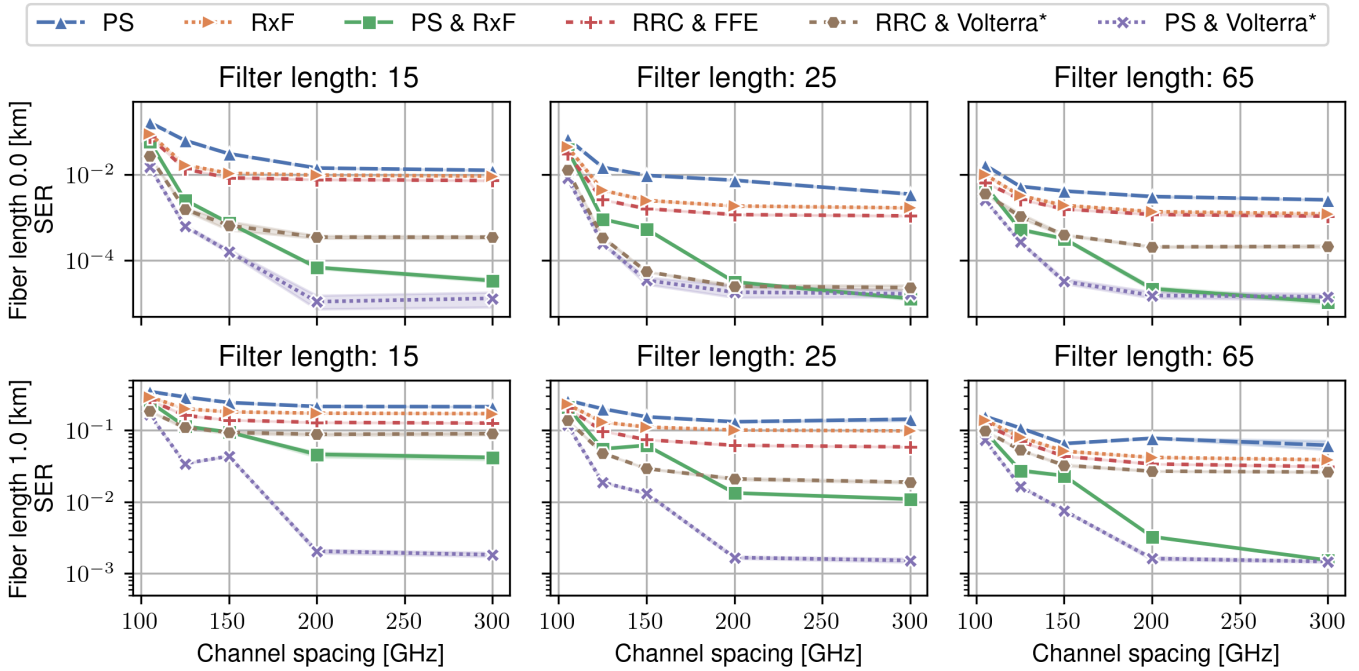 PS RxF PS & RxF RRC & FFE RRC & Volterra* PS & Volterra*
Filter length: 15 Filter length: 25 Filter length: 65
Fiber length 0.0 [km]
SER
10⁻²
10⁻⁴
Filter length: 15 Filter length: 25 Filter length: 65
Fiber length 1.0 [km]
SER
10⁻¹
10⁻²
10⁻³
100 150 200 250 300 100 150 200 250 300 100 150 200 250 300
Channel spacing [GHz] Channel spacing [GHz] Channel spacing [GHz]